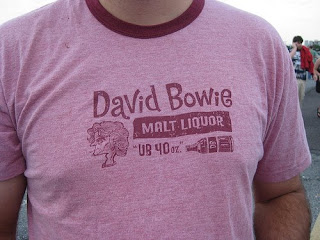 David Bowie
MALT LIQUOR
"UB 40 oz."